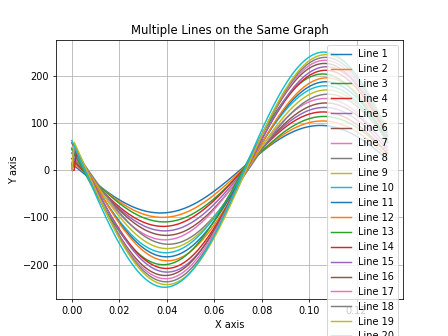 Multiple Lines on the Same Graph
Y axis
200
100
0
−100
−200
0.00 0.02 0.04 0.06 0.08 0.10
X axis
Line 1
Line 2
Line 3
Line 4
Line 5
Line 6
Line 7
Line 8
Line 9
Line 10
Line 11
Line 12
Line 13
Line 14
Line 15
Line 16
Line 17
Line 18
Line 19
Line 20